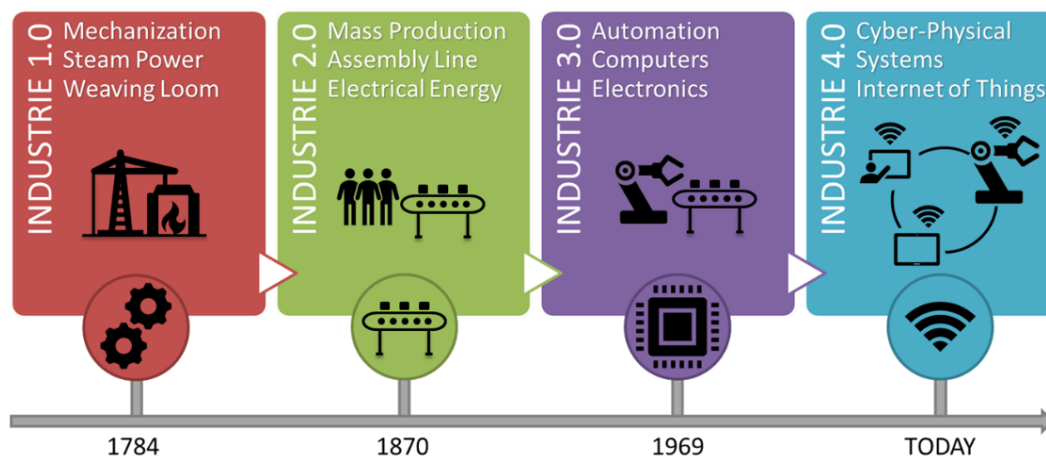 INDUSTRIE 1.0
Mechanization
Steam Power
Weaving Loom
INDUSTRIE 2.0
Mass Production
Assembly Line
Electrical Energy
INDUSTRIE 3.0
Automation
Computers
Electronics
INDUSTRIE 4.0
Cyber-Physical
Systems
Internet of Things
1784
1870
1969
TODAY